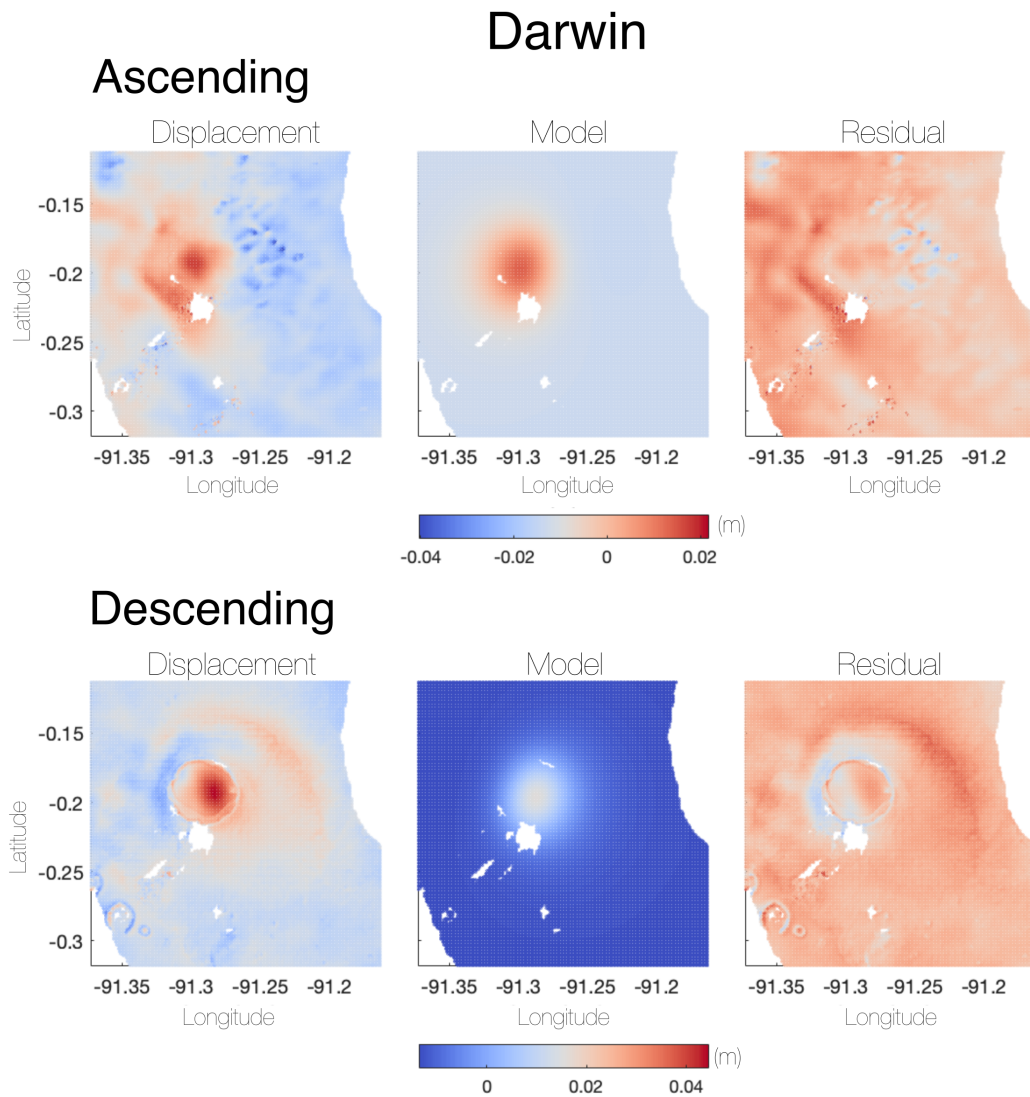 Darwin
Ascending
Displacement Model Residual
Latitude
-0.15
-0.2
-0.25
-0.3
-91.35 -91.3 -91.25 -91.2 -91.35 -91.3 -91.25 -91.2 -91.35 -91.3 -91.25 -91.2
Longitude Longitude Longitude
(m)
-0.04 -0.02 0 0.02
Descending
Displacement Model Residual
Latitude
-0.15
-0.2
-0.25
-0.3
-91.35 -91.3 -91.25 -91.2 -91.35 -91.3 -91.25 -91.2 -91.35 -91.3 -91.25 -91.2
Longitude Longitude Longitude
(m)
0 0.02 0.04